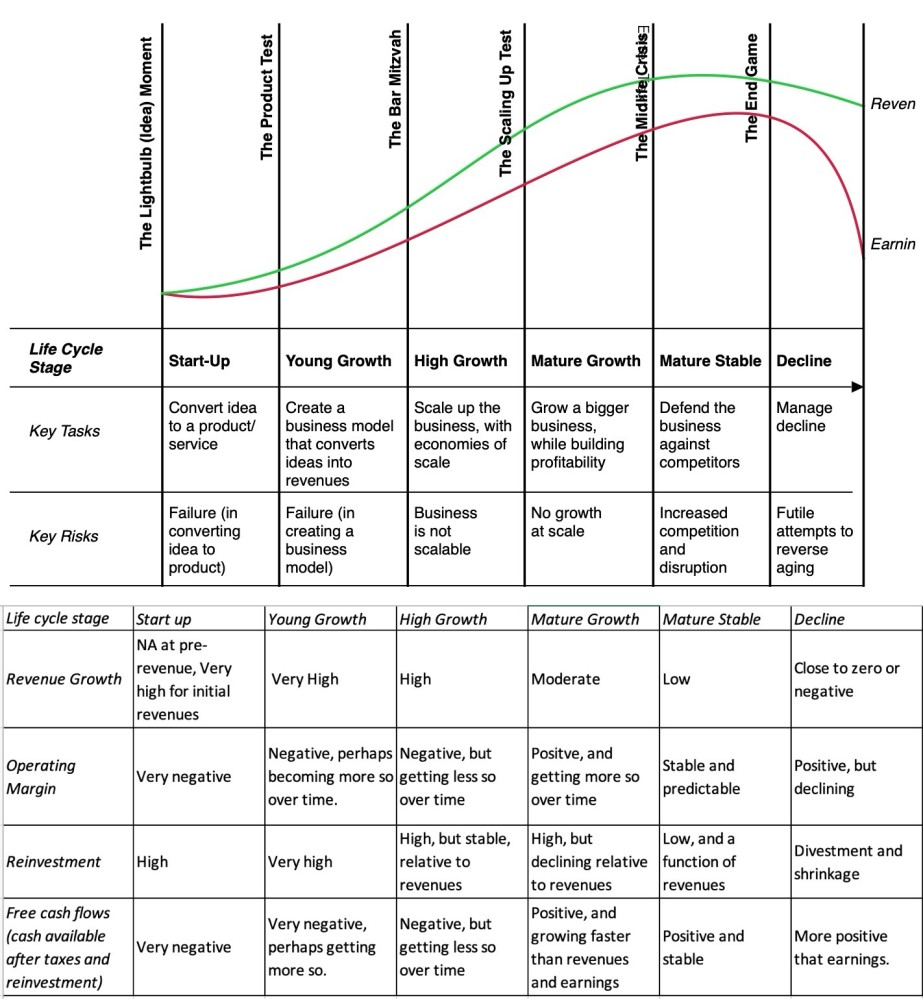 The Lightbulb (Idea) Moment
The Product Test
The Bar Mitzvah
The Scaling Up Test
The Midlife Crisis
The End Game
Reven
Earnin
Life Cycle
Stage
Start-Up
Young Growth
High Growth
Mature Growth
Mature Stable
Decline
Key Tasks
Convert idea
to a product/
service
Create a
business model
that converts
ideas into
revenues
Scale up the
business, with
economies of
scale
Grow a bigger
business,
while building
profitability
Defend the
business
against
competitors
Manage
decline
Key Risks
Failure (in
converting
idea to
product)
Failure (in
creating a
business
model)
Business
is not
scalable
No growth
at scale
Increased
competition
and
disruption
Futile
attempts to
reverse
aging
Life cycle stage
Start up
Young Growth
High Growth
Mature Growth
Mature Stable
Decline
Revenue Growth
NA at pre-
revenue, Very
high for initial
revenues
Very High
High
Moderate
Low
Close to zero or
negative
Operating
Margin
Very negative
Negative, perhaps
becoming more so
over time.
Negative, but
getting less so
over time
Positve, and
getting more so
over time
Stable and
predictable
Positive, but
declining
Reinvestment
High
Very high
High, but stable,
relative to
revenues
High, but
declining relative
to revenues
Low, and a
function of
revenues
Divestment and
shrinkage
Free cash flows
(cash available
after taxes and
reinvestment)
Very negative
Very negative,
perhaps getting
more so.
Negative, but
getting less so
over time
Positive, and
growing faster
than revenues
and earnings
Positive and
stable
More positive
that earnings.